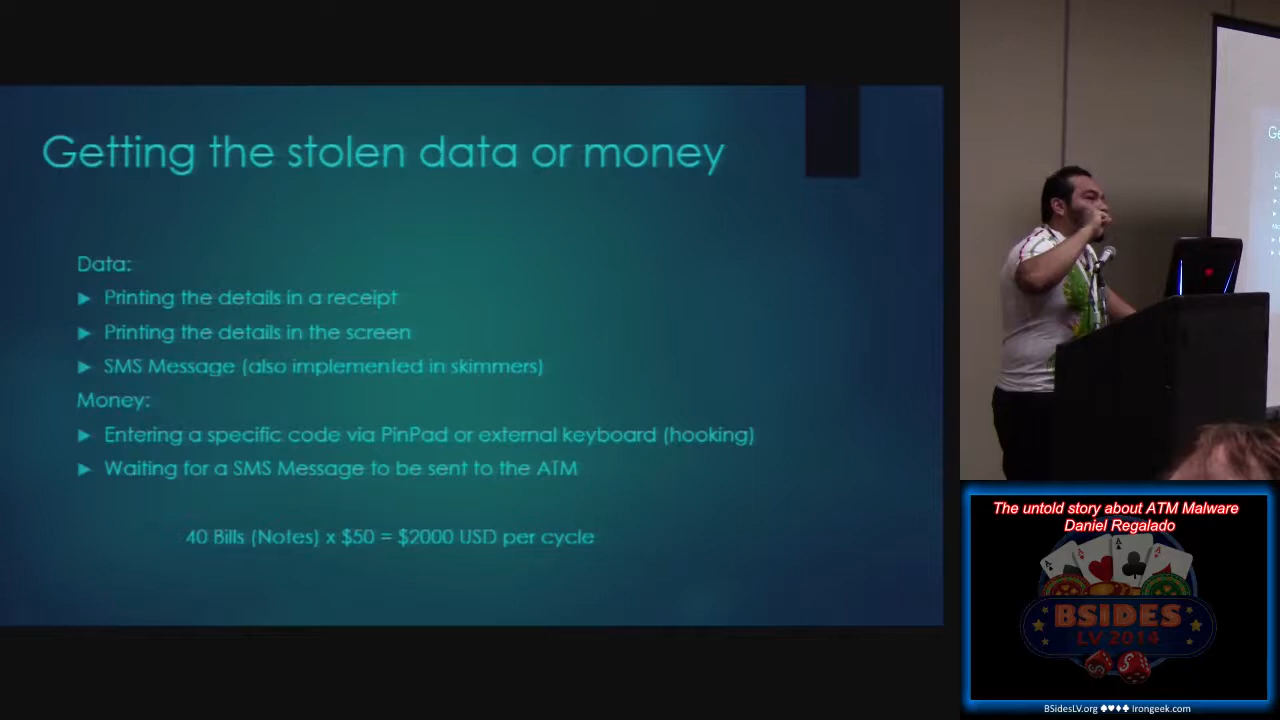 Getting the stolen data or money
Data:
Printing the details in a receipt
Printing the details in the screen
SMS Message (also implemented in skimmers)
Money:
Entering a specific code via PinPad or external keyboard (hooking)
Waiting for a SMS Message to be sent to the ATM
40 Bills (Notes) x $50 = $2000 USD per cycle
The untold story about ATM Malware
Daniel Regalado
BSIDES
LV 2014
BSidesLV.org ♠♥♦♣ Irongeek.com